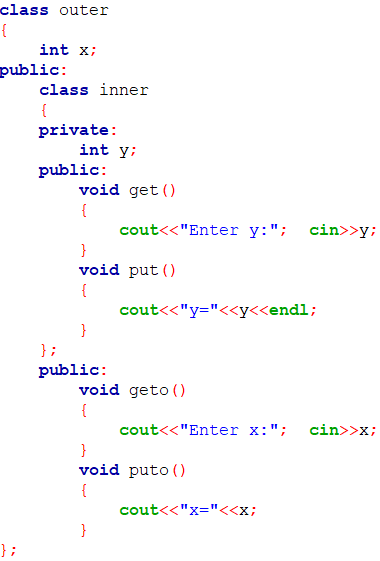 class outer
{
    int x;
public:
    class inner
    {
    private:
        int y;
    public:
        void get()
        {
            cout<<"Enter y:";  cin>>y;
        }
        void put()
        {
            cout<<"y="<<y<<endl;
        }
    };
    public:
        void geto()
        {
            cout<<"Enter x:";  cin>>x;
        }
        void puto()
        {
            cout<<"x="<<x;
        }
};